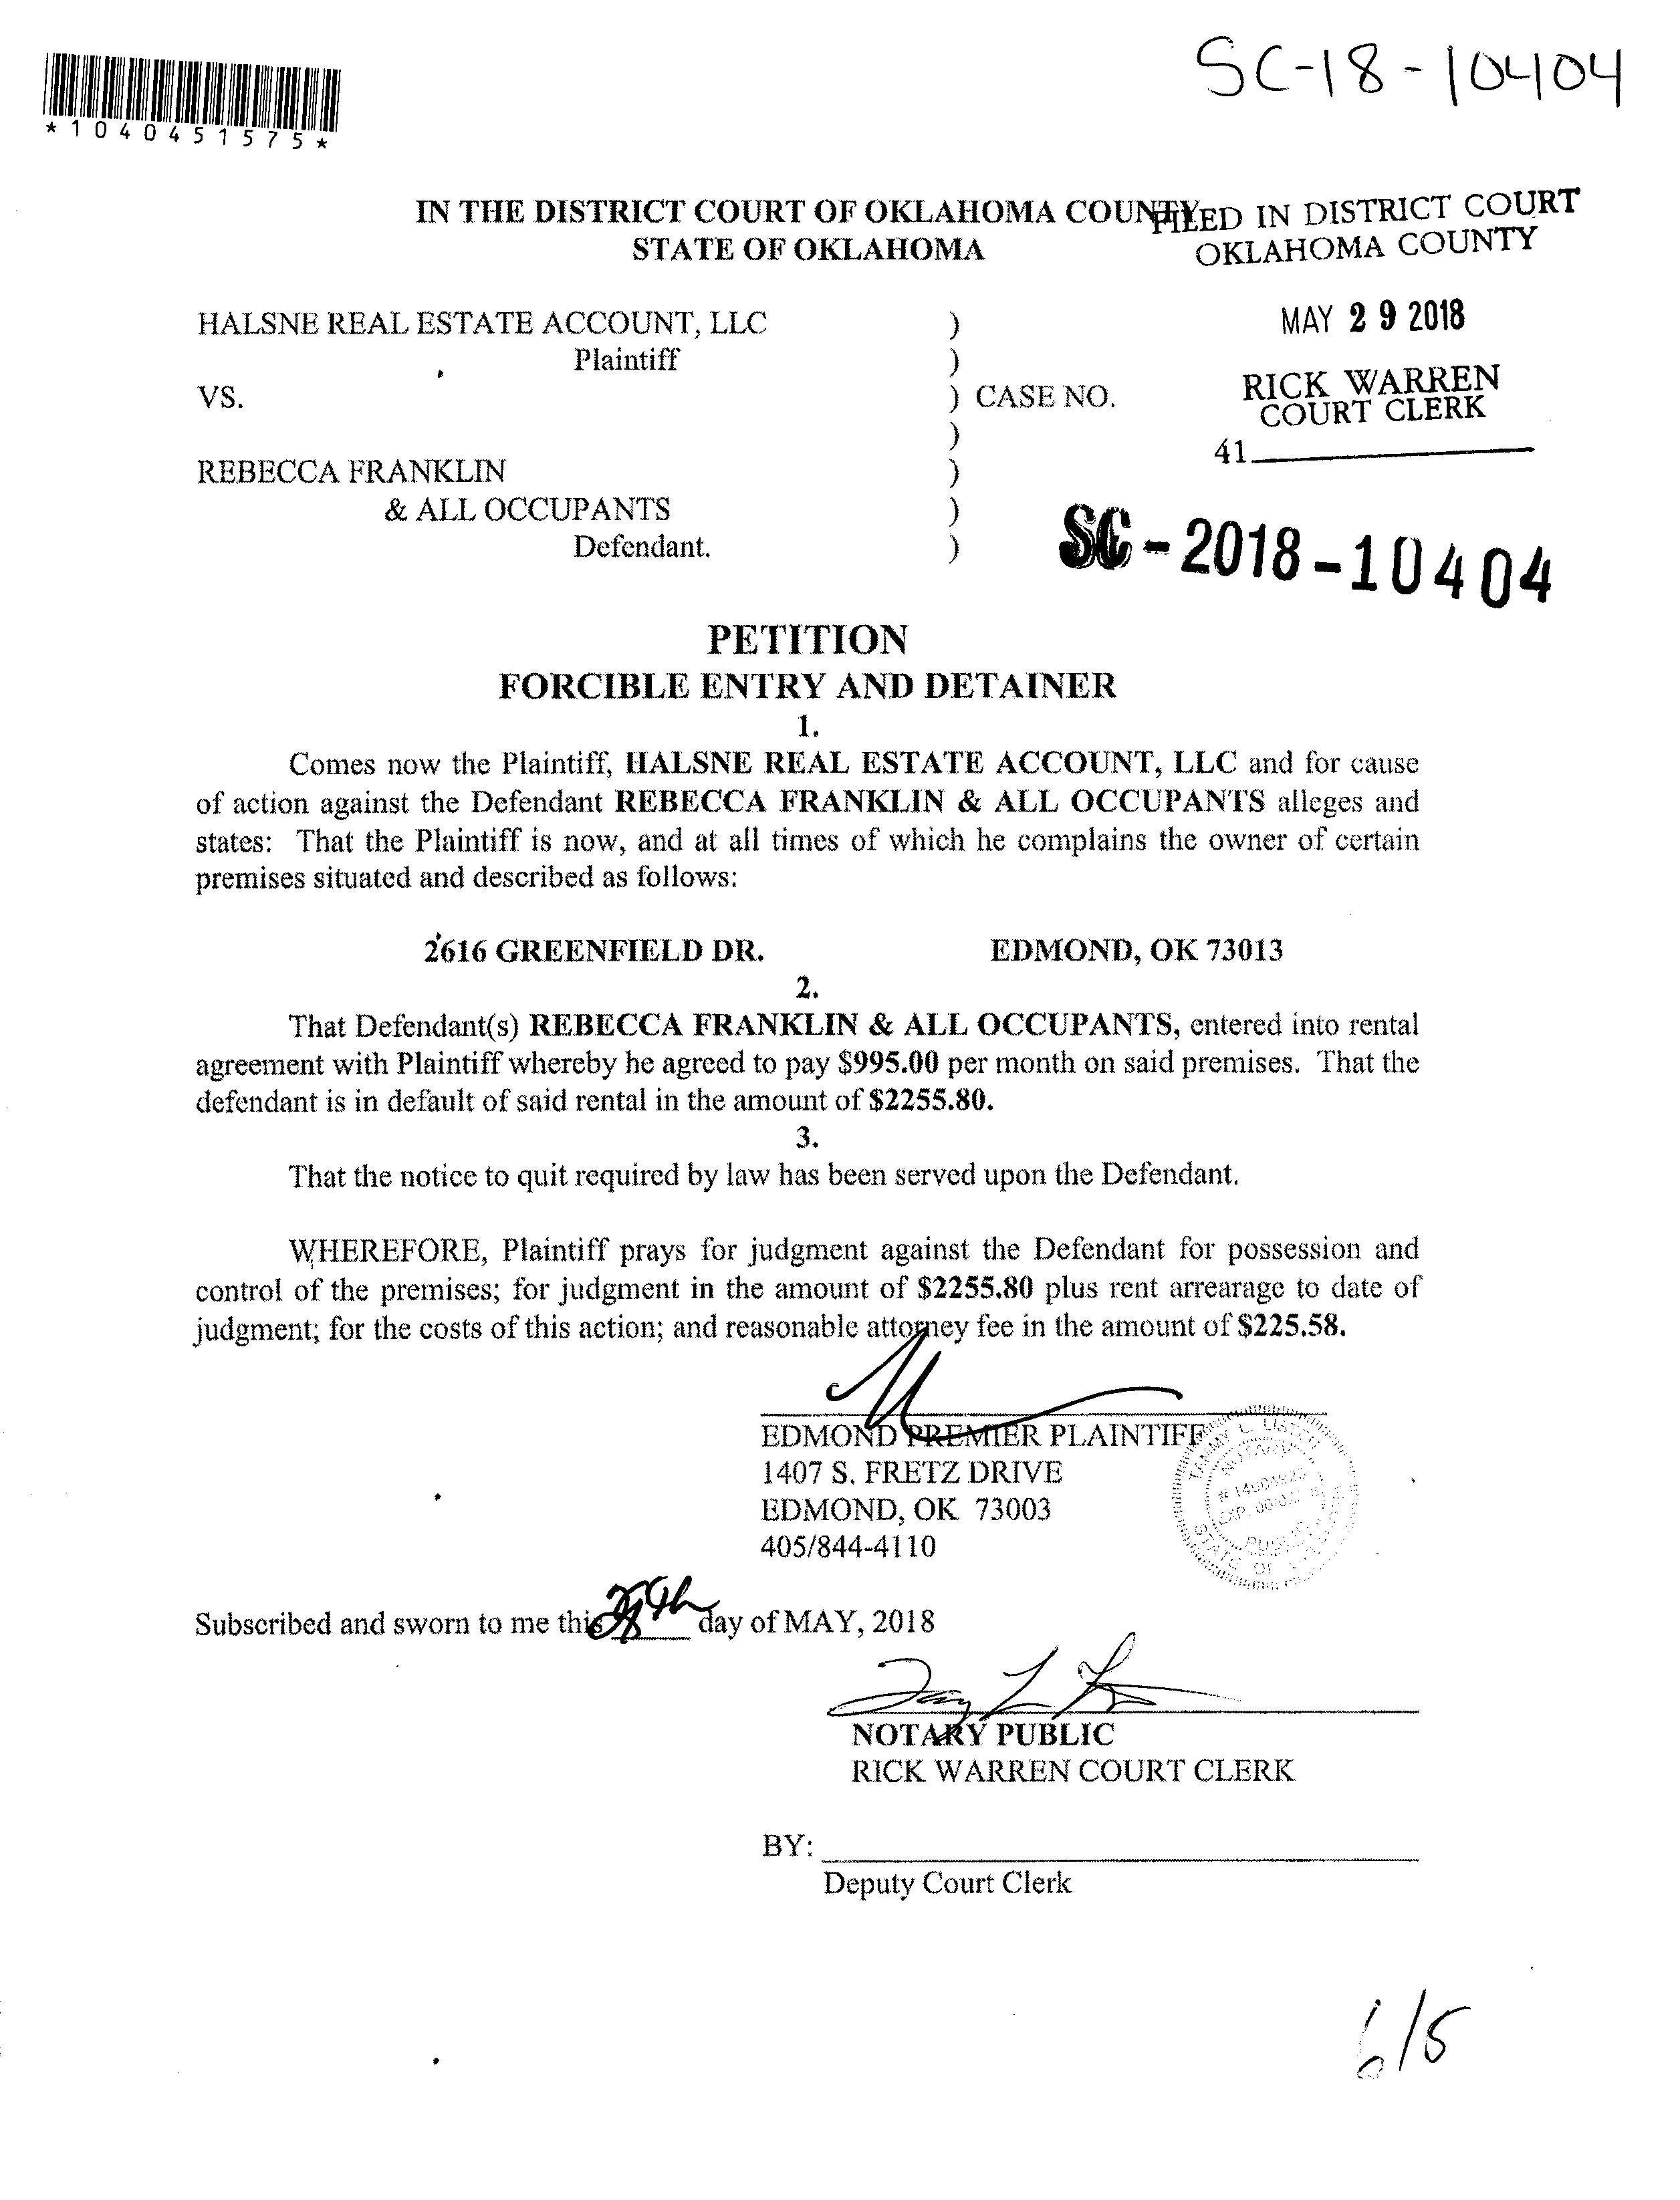 SC-18-10404
*1040451575*
IN THE DISTRICT COURT OF OKLAHOMA COUNTY
STATE OF OKLAHOMA
FILED IN DISTRICT COURT
OKLAHOMA COUNTY
MAY 29 2018
RICK WARREN
COURT CLERK
41
HALSNE REAL ESTATE ACCOUNT, LLC )
Plaintiff )
VS. ) CASE NO.
)
REBECCA FRANKLIN )
& ALL OCCUPANTS )
Defendant. )
SC-2018-10404
PETITION
FORCIBLE ENTRY AND DETAINER
1.
Comes now the Plaintiff, HALSNE REAL ESTATE ACCOUNT, LLC and for cause
of action against the Defendant REBECCA FRANKLIN & ALL OCCUPANTS alleges and
states: That the Plaintiff is now, and at all times of which he complains the owner of certain
premises situated and described as follows:
2616 GREENFIELD DR. EDMOND, OK 73013
2.
That Defendant(s) REBECCA FRANKLIN & ALL OCCUPANTS, entered into rental
agreement with Plaintiff whereby he agreed to pay $995.00 per month on said premises. That the
defendant is in default of said rental in the amount of $2255.80.
3.
That the notice to quit required by law has been served upon the Defendant.
WHEREFORE, Plaintiff prays for judgment against the Defendant for possession and
control of the premises; for judgment in the amount of $2255.80 plus rent arrearage to date of
judgment; for the costs of this action; and reasonable attorney fee in the amount of $225.58.
EDMOND PREMIER PLAINTIFF
1407 S. FRETZ DRIVE
EDMOND, OK 73003
405/844-4110
TAMMY L.
NOTARY
EXP.
PUBLIC
STATE OF
Subscribed and sworn to me this day of MAY, 2018
NOTARY PUBLIC
RICK WARREN COURT CLERK
BY:
Deputy Court Clerk
6/5